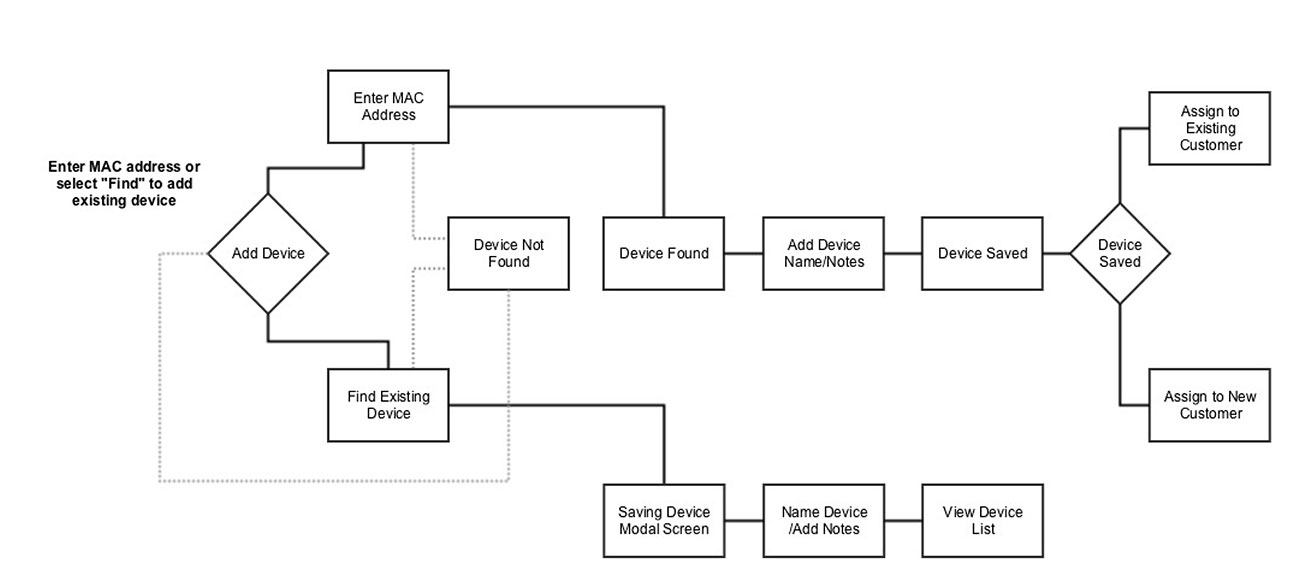 Enter MAC
Address
Enter MAC address or
select "Find" to add
existing device
Add Device
Find Existing
Device
Device Not
Found
Device Found
Add Device
Name/Notes
Device Saved
Device
Saved
Assign to
Existing
Customer
Assign to New
Customer
Saving Device
Modal Screen
Name Device
/Add Notes
View Device
List